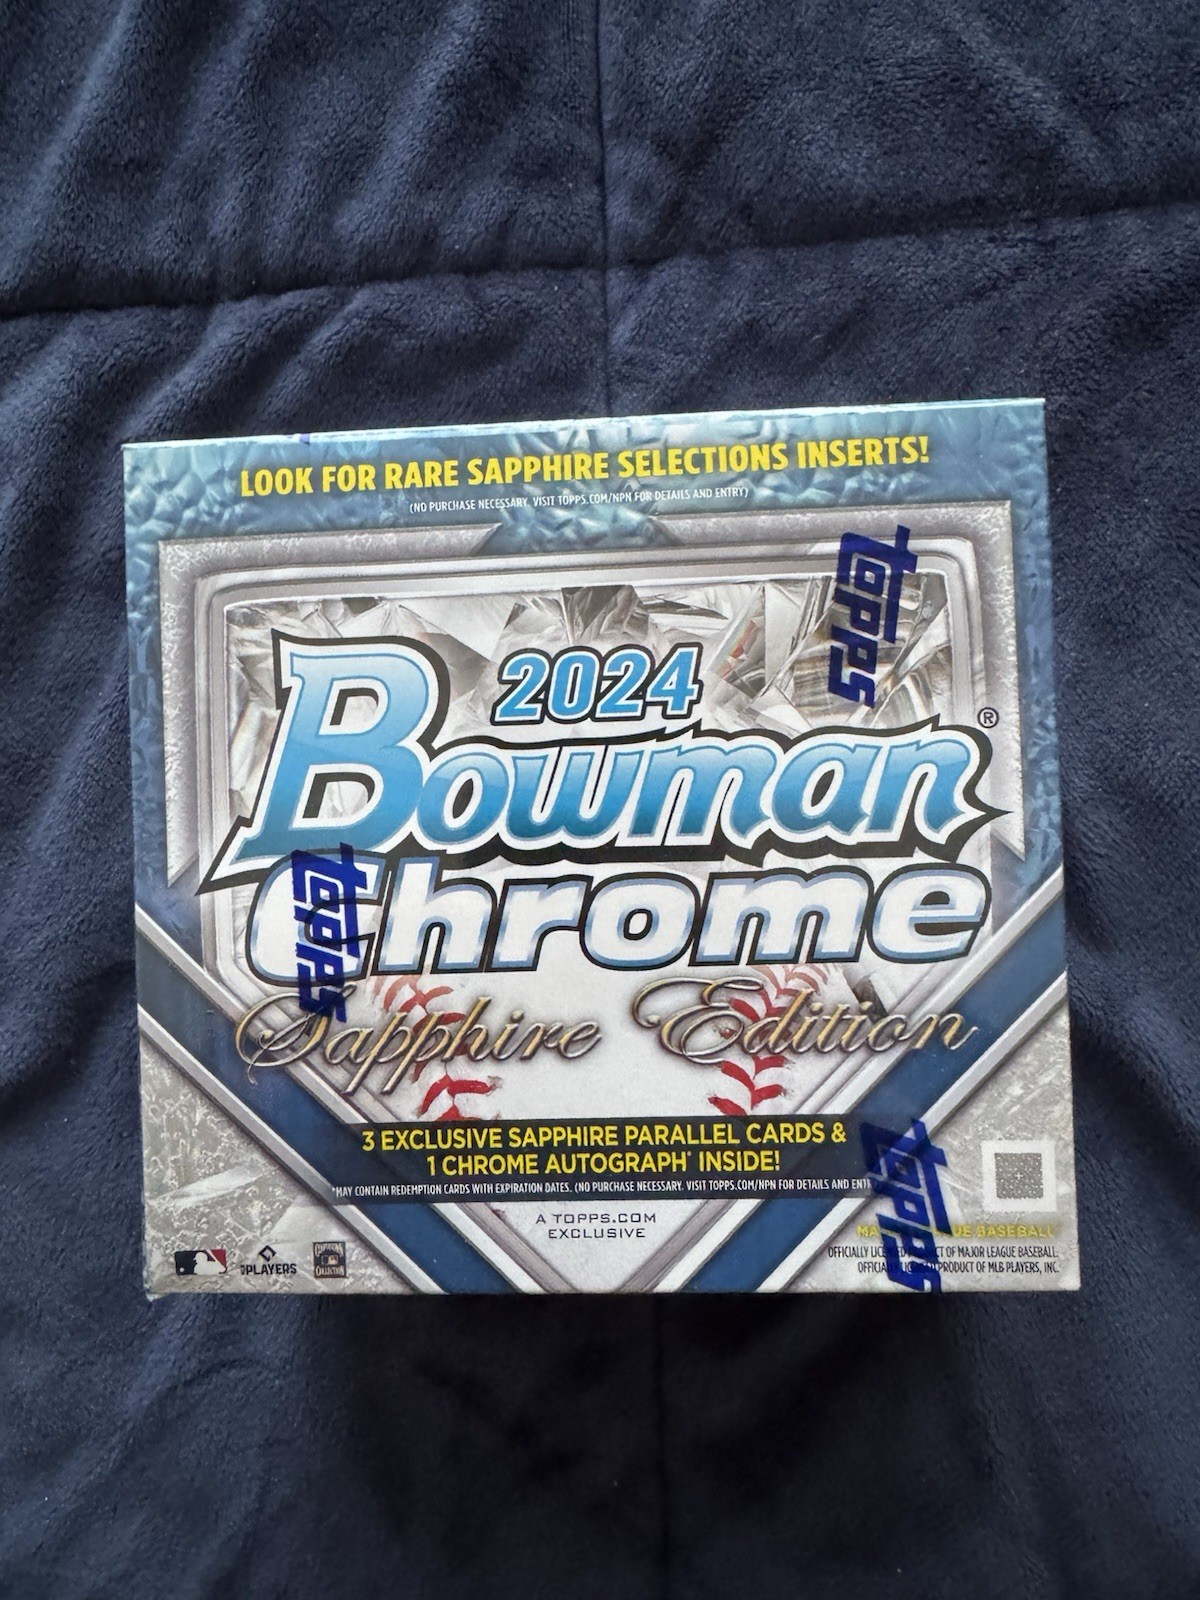 LOOK FOR RARE SAPPHIRE SELECTIONS INSERTS!
(NO PURCHASE NECESSARY. VISIT TOPPS.COM/NPN FOR DETAILS AND ENTRY)
topps
2024
Bowman®
Chrome
topps
Sapphire Edition
3 EXCLUSIVE SAPPHIRE PARALLEL CARDS &
1 CHROME AUTOGRAPH* INSIDE!
*MAY CONTAIN REDEMPTION CARDS WITH EXPIRATION DATES. (NO PURCHASE NECESSARY. VISIT TOPPS.COM/NPN FOR DETAILS AND
A TOPPS.COM
EXCLUSIVE
topps
BASEBALL
OFFICIALLY PRODUCT OF MAJOR LEAGUE BASEBALL.
PRODUCT OF MLB PLAYERS, INC.
PLAYERS
COLLECTION